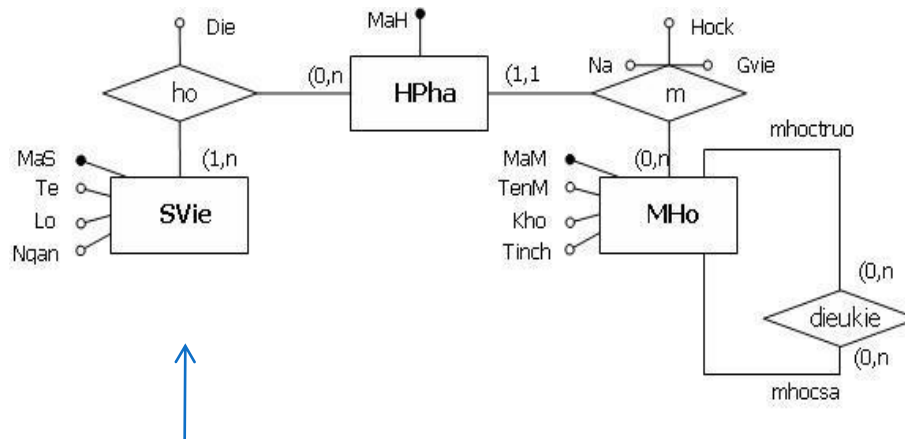 Die
MaH
Hock
Na
Gvie
ho
(0,n
HPha
(1,1
m
mhoctruo
MaS
(1,n
MaM
(0,n
Te
TenM
Lo
SVie
Kho
MHo
Nqan
Tinch
(0,n
dieukie
(0,n
mhocsa